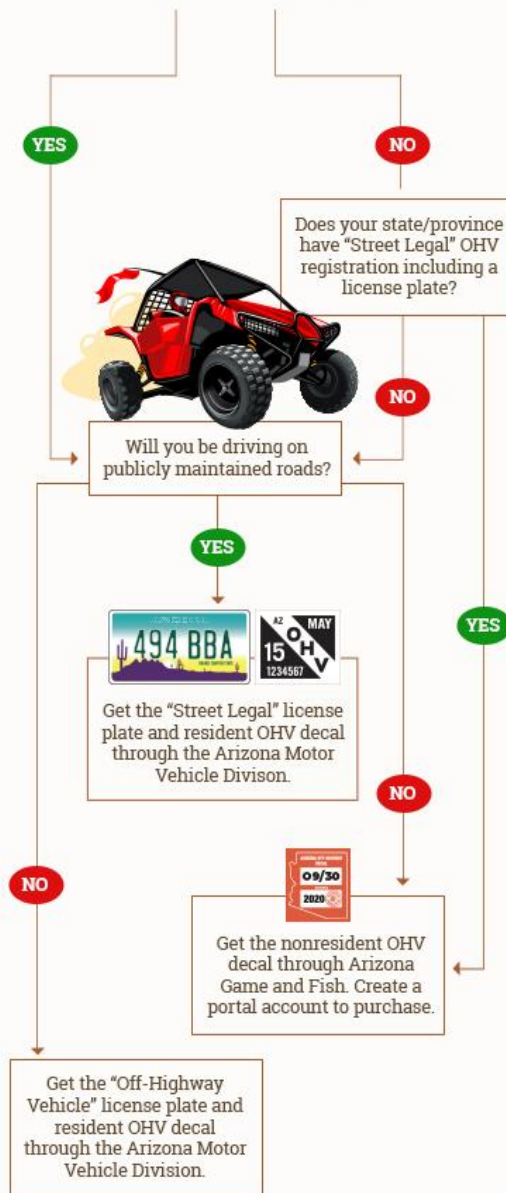 YES
NO
Does your state/province
have “Street Legal” OHV
registration including a
license plate?
NO
Will you be driving on
publicly maintained roads?
YES
YES
494 BBA
AZ
MAY
15
OHV
1234567
Get the “Street Legal” license
plate and resident OHV decal
through the Arizona Motor
Vehicle Divison.
NO
NO
09/30
2020
Get the nonresident OHV
decal through Arizona
Game and Fish. Create a
portal account to purchase.
Get the “Off-Highway
Vehicle” license plate and
resident OHV decal
through the Arizona Motor
Vehicle Division.